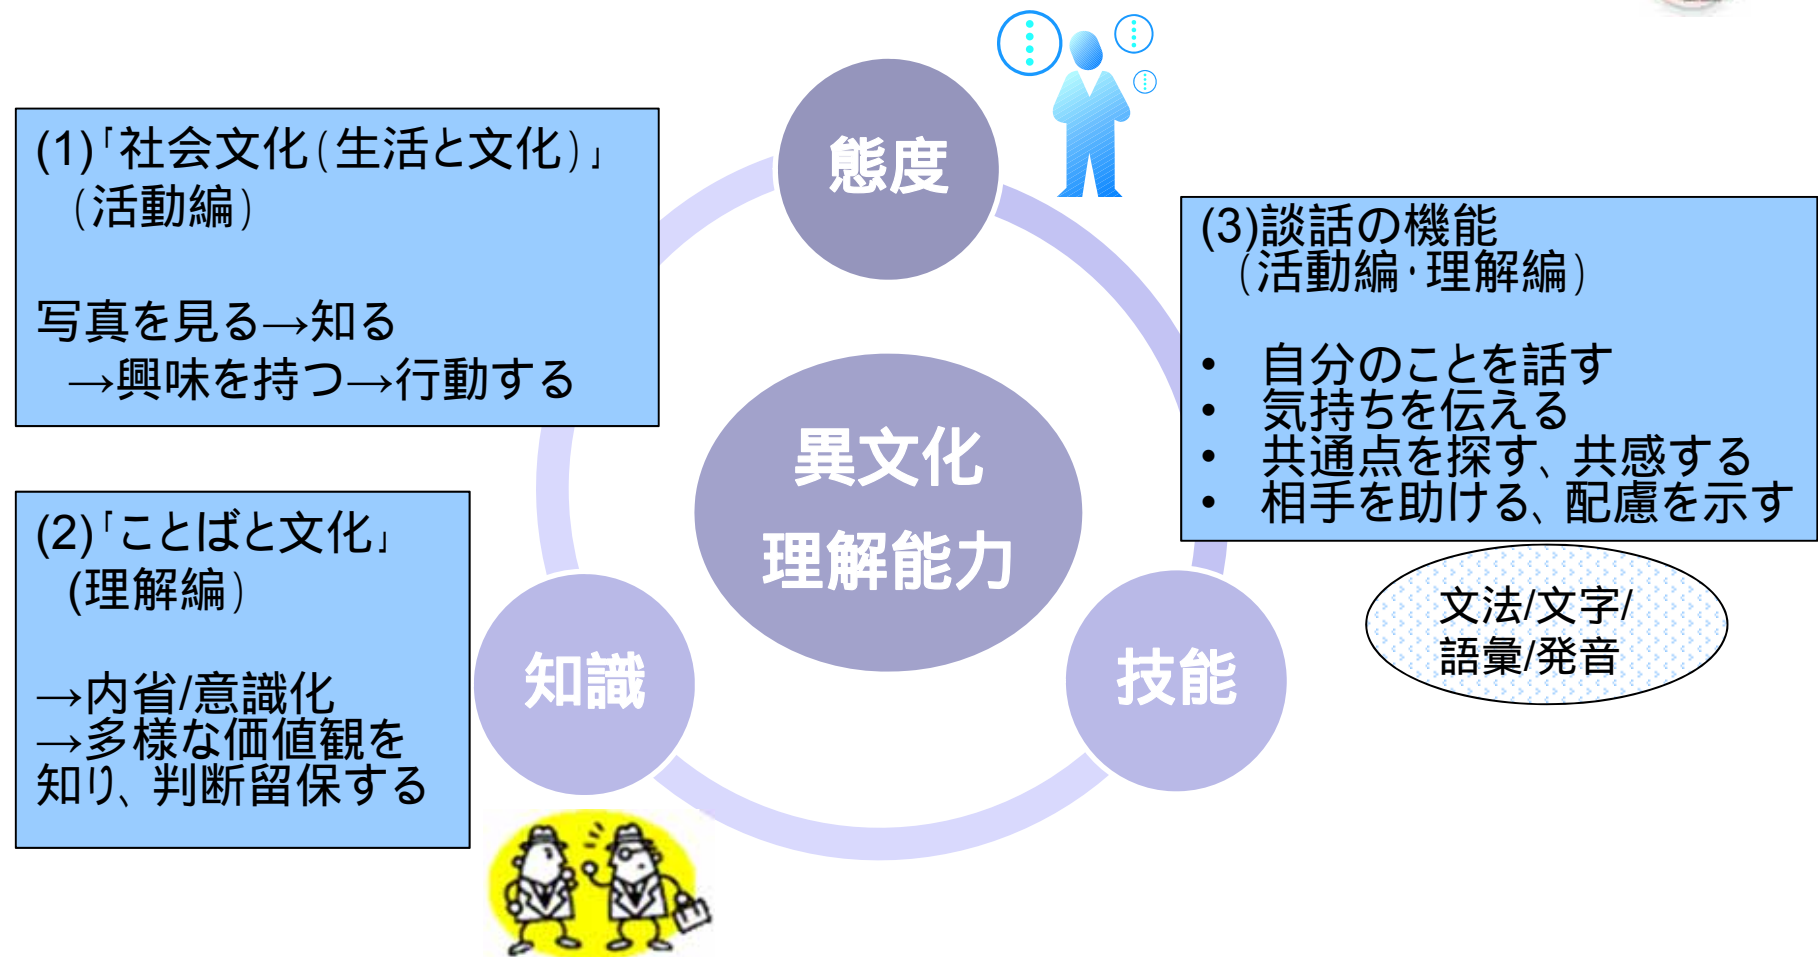 態度
(1)「社会文化(生活と文化)」
(活動編)
写真を見る→知る
→興味を持つ→行動する
(3)談話の機能
(活動編・理解編)
• 自分のことを話す
• 気持ちを伝える
• 共通点を探す、共感する
• 相手を助ける、配慮を示す
異文化
理解能力
(2)「ことばと文化」
(理解編)
→内省/意識化
→多様な価値観を
知り、判断留保する
知識
技能
文法/文字/
語彙/発音